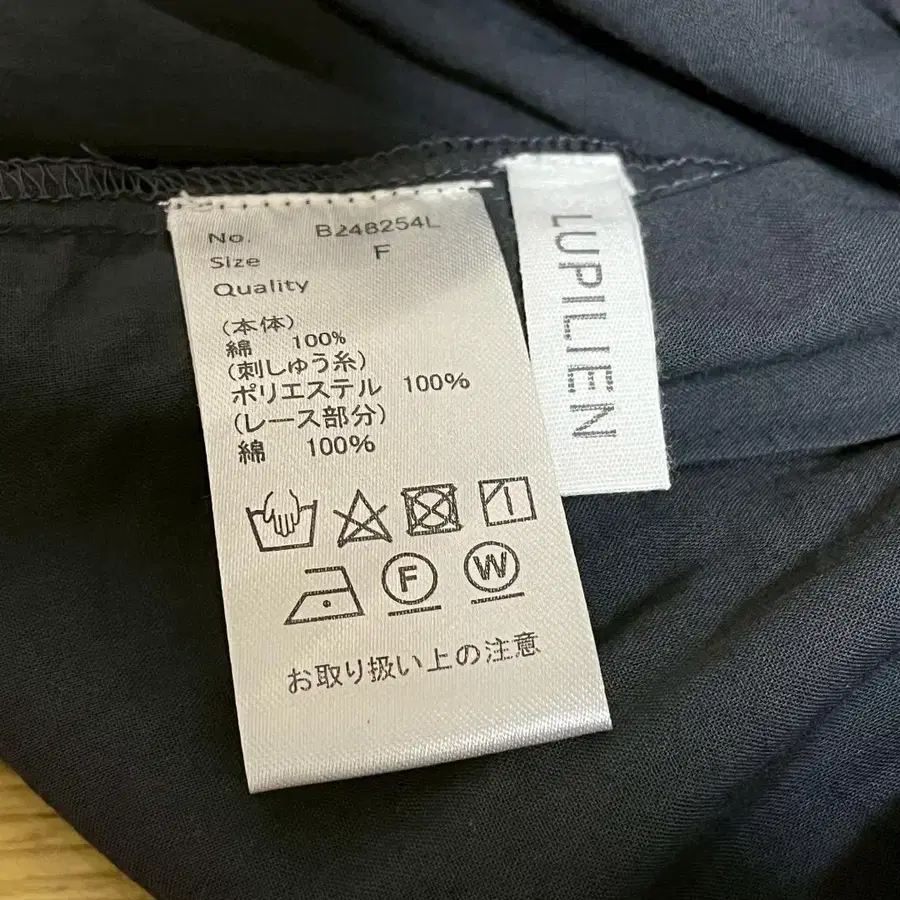 No. B248254L
Size F
Quality
(本体)
綿 100%
(刺しゅう糸)
ポリエステル 100%
(レース部分)
綿 100%
F W
お取り扱い上の注意
LUPILIEN